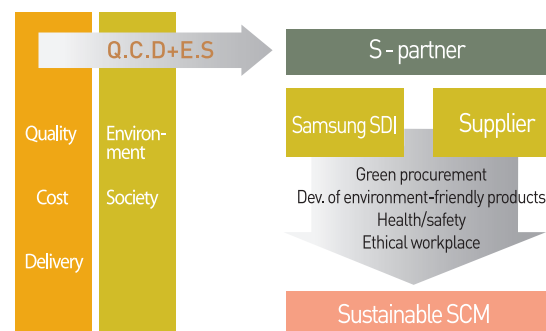 Q.C.D+E.S
Quality
Cost
Delivery
Environ-
ment
Society
S - partner
Samsung SDI
Supplier
Green procurement
Dev. of environment-friendly products
Health/safety
Ethical workplace
Sustainable SCM